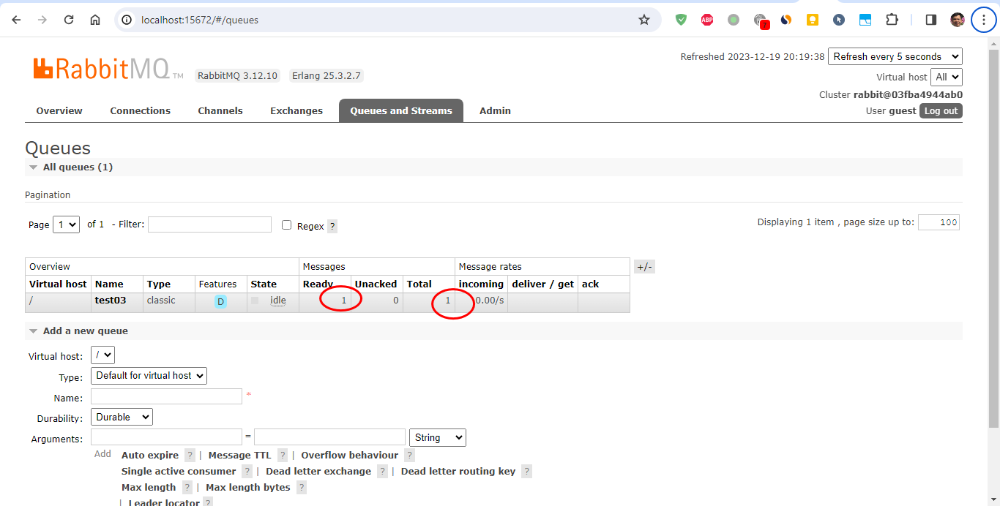 localhost:15672/#/queues
ABP
7
Refreshed 2023-12-19 20:19:38 Refresh every 5 seconds
RabbitMQ TM RabbitMQ 3.12.10 Erlang 25.3.2.7
Virtual host All
Cluster rabbit@03fba4944ab0
User guest Log out
Overview Connections Channels Exchanges Queues and Streams Admin
Queues
All queues (1)
Pagination
Page 1 of 1 - Filter: Regex ?
Displaying 1 item , page size up to: 100
Overview Messages Message rates +/-
Virtual host Name Type Features State Ready Unacked Total incoming deliver / get ack
/ test03 classic D idle 1 0 1 0.00/s
Add a new queue
Virtual host: /
Type: Default for virtual host
Name: *
Durability: Durable
Arguments: = String
Add Auto expire ? | Message TTL ? | Overflow behaviour ?
Single active consumer ? | Dead letter exchange ? | Dead letter routing key ?
Max length ? | Max length bytes ?
| Leader locator ?